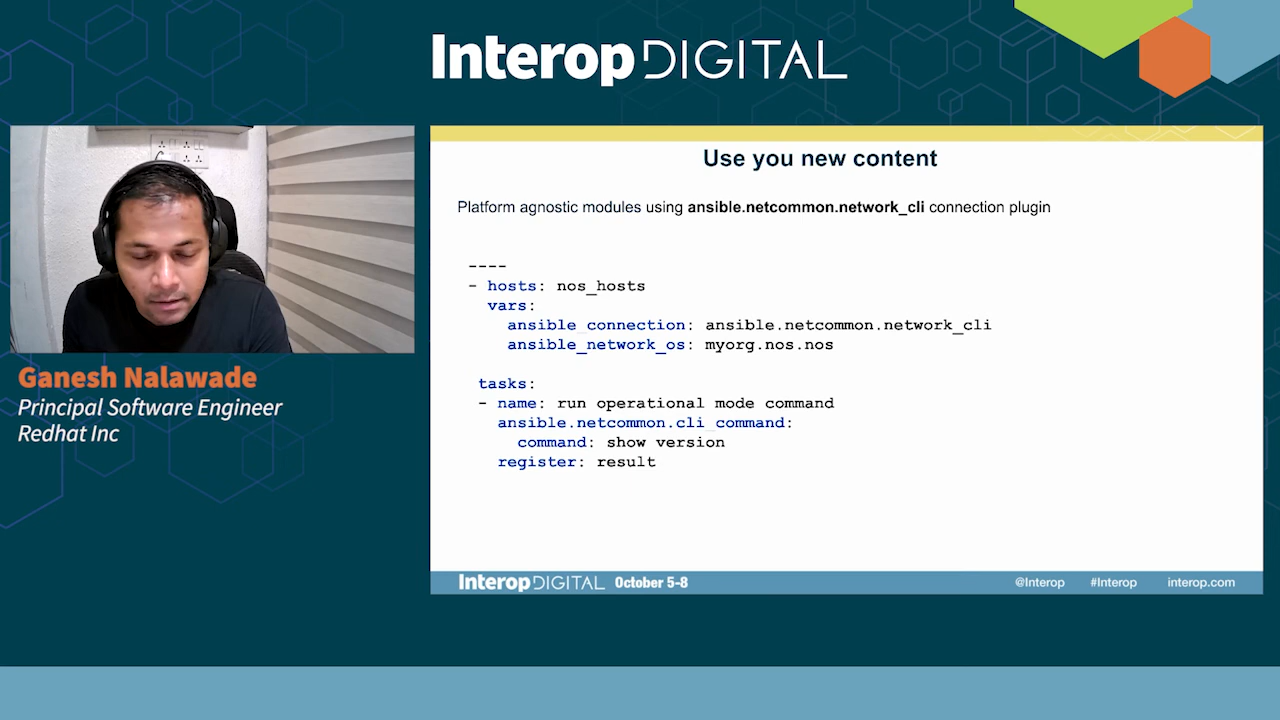 Interop DIGITAL
Ganesh Nalawade
Principal Software Engineer
Redhat Inc
Use you new content
Platform agnostic modules using ansible.netcommon.network_cli connection plugin
----
- hosts: nos_hosts
vars:
ansible_connection: ansible.netcommon.network_cli
ansible_network_os: myorg.nos.nos
tasks:
- name: run operational mode command
ansible.netcommon.cli_command:
command: show version
register: result
Interop DIGITAL October 5-8
@Interop #Interop interop.com